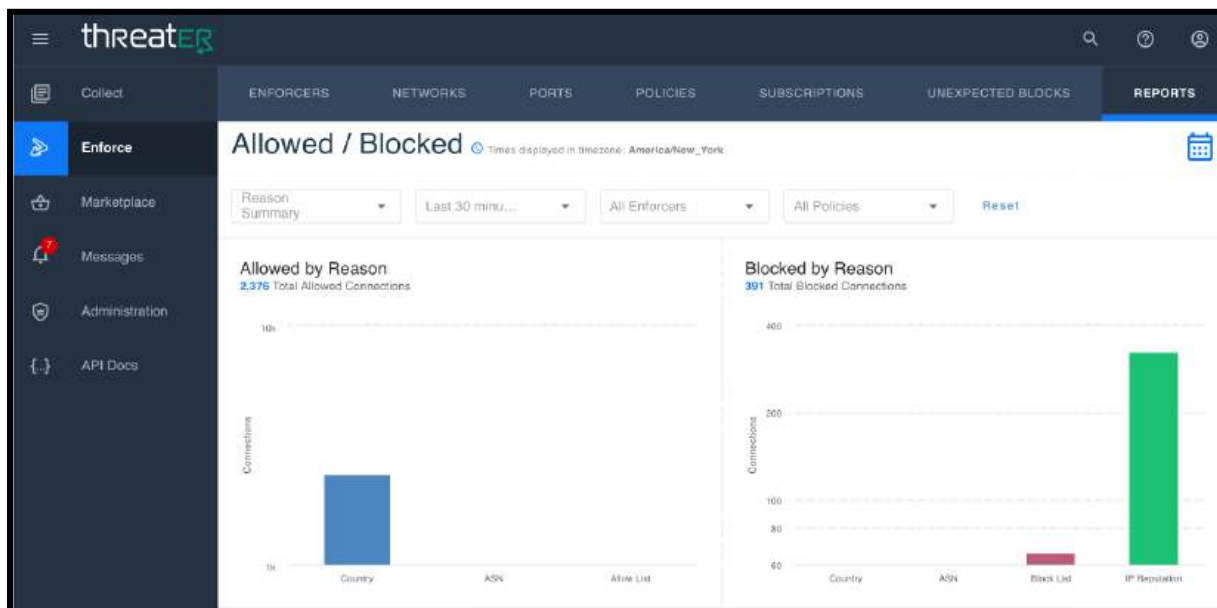 threatER
Collect
Enforce
Marketplace
7
Messages
Administration
{..} API Docs
ENFORCERS NETWORKS PORTS POLICIES SUBSCRIPTIONS UNEXPECTED BLOCKS REPORTS
Allowed / Blocked Times displayed in timezone: America/New_York
Reason
Summary
Last 30 minu... All Enforcers All Policies Reset
Allowed by Reason
2,376 Total Allowed Connections
10k
Connections
1k
Country ASN Allow List
Blocked by Reason
391 Total Blocked Connections
400
200
Connections
100
80
60
Country ASN Block List IP Reputation